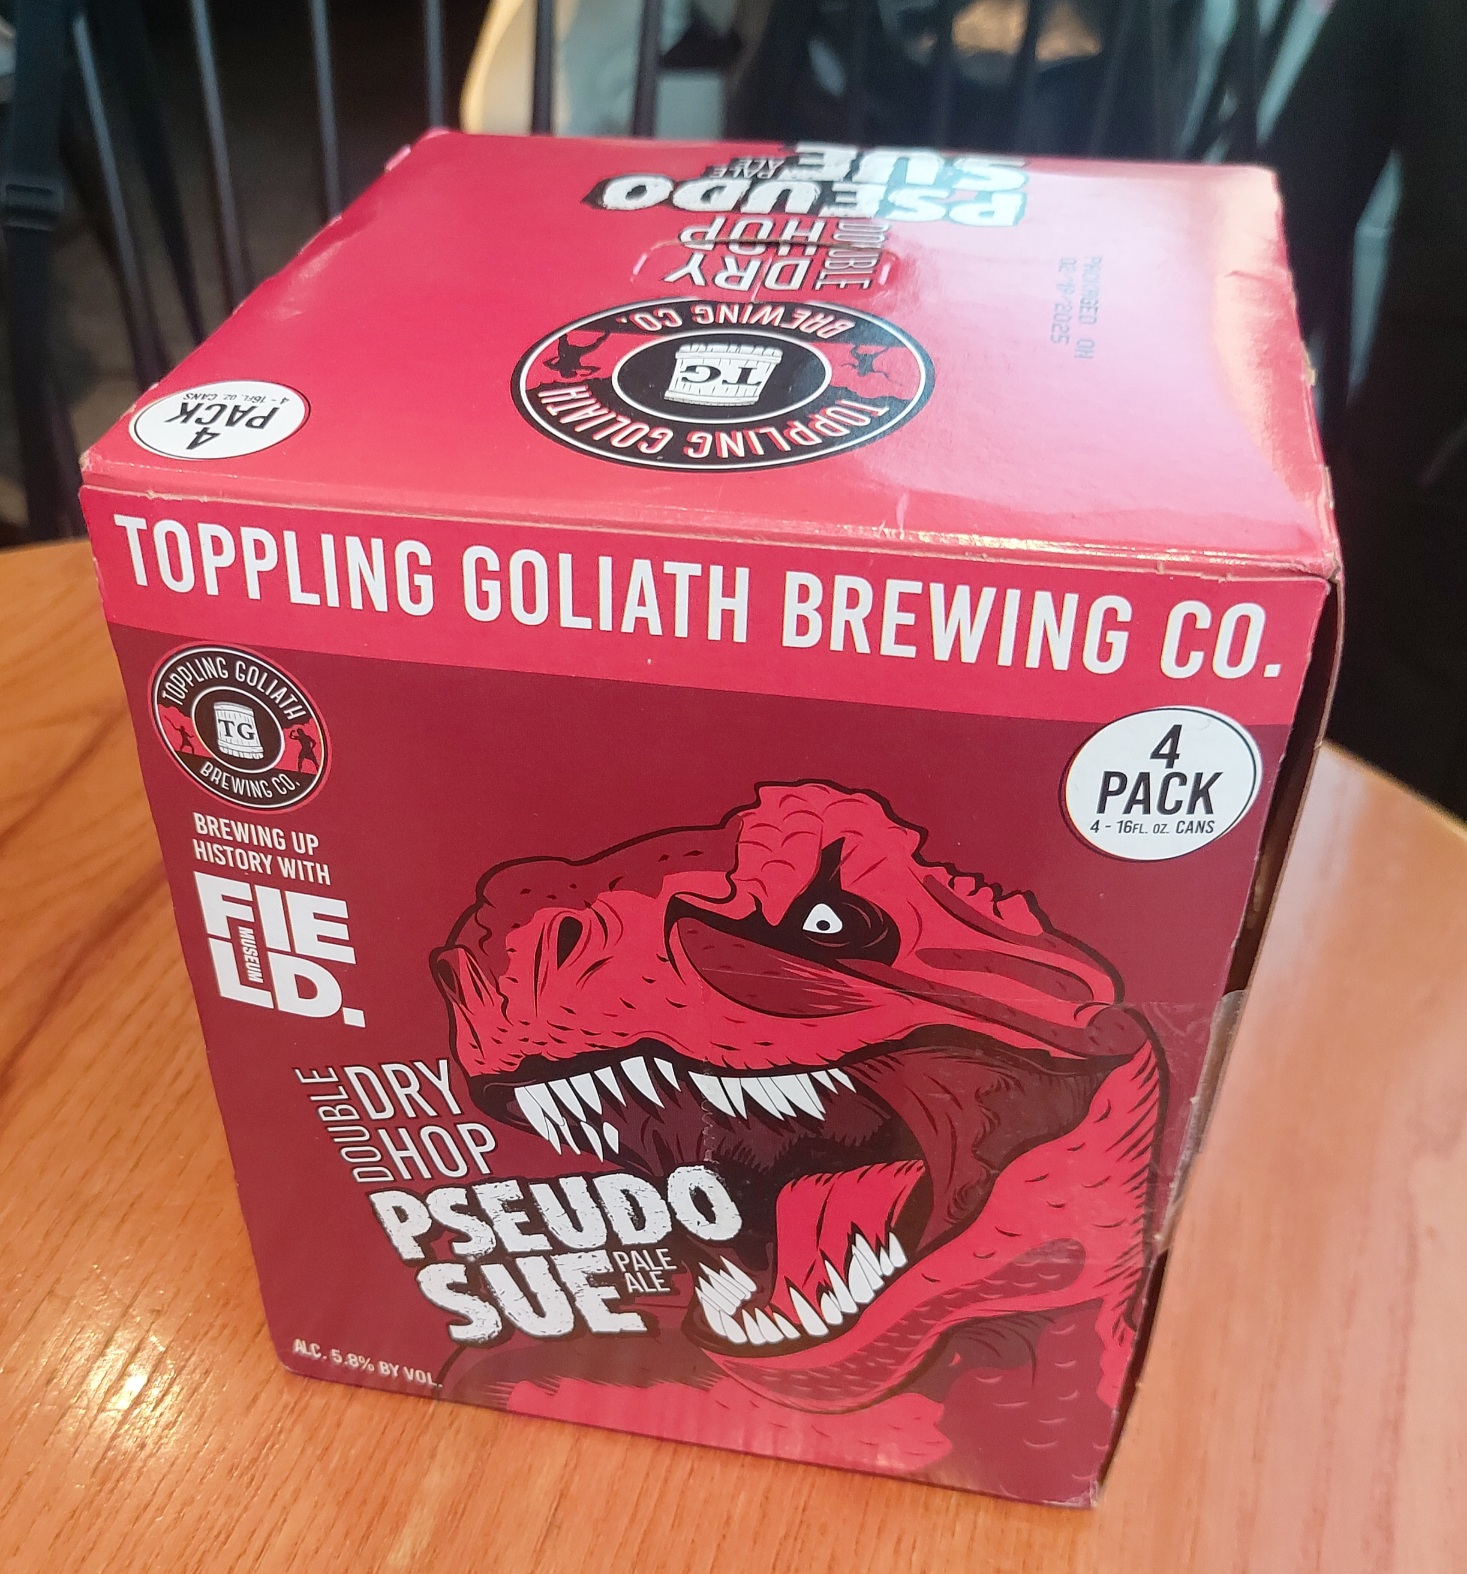 PSEUDO
SUE
PALE
ALE
DOUBLE
DRY
HOP
PACKAGED ON
TOPPLING GOLIATH
BREWING CO.
TG
4
PACK
4 - 16FL. OZ. CANS
TOPPLING GOLIATH BREWING CO.
TOPPLING GOLIATH
TG
BREWING CO.
4
PACK
4 - 16FL. OZ. CANS
BREWING UP
HISTORY WITH
FIE
LD.
MUSEUM
DOUBLE
DRY
HOP
PSEUDO
SUE
PALE
ALE
ALC. 5.8% BY VOL.